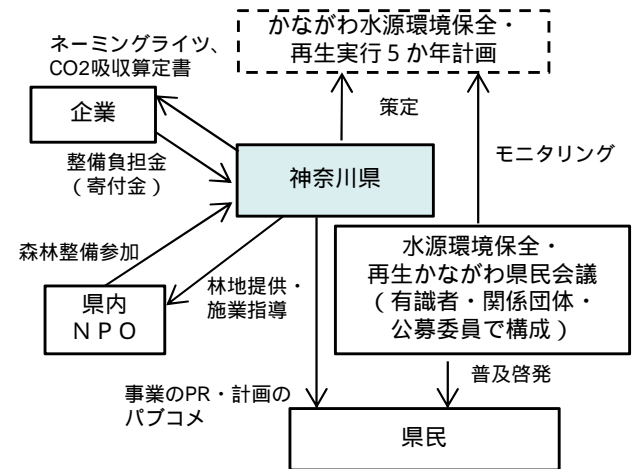 ネーミングライツ、
CO2吸収算定書
かながわ水源環境保全・
再生実行５か年計画
企業
策定
モニタリング
整備負担金
（寄付金）
神奈川県
森林整備参加
県内
ＮＰＯ
林地提供・
施業指導
水源環境保全・
再生かながわ県民会議
（有識者・関係団体・
公募委員で構成）
普及啓発
事業のPR・計画の
パブコメ
県民